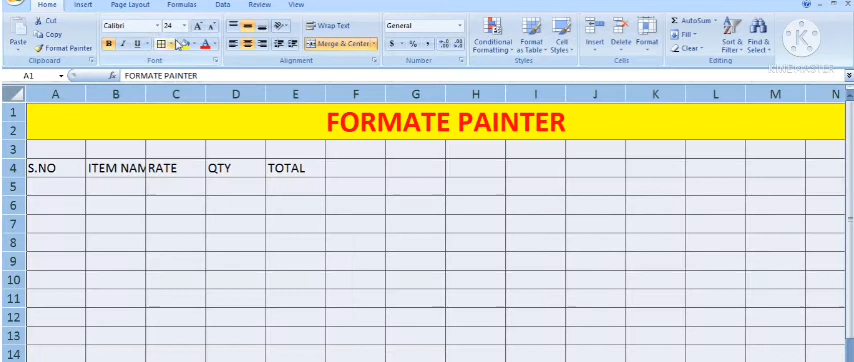 Home Insert Page Layout Formulas Data Review View
Cut
Copy
Format Painter
Paste
Clipboard
Calibri 24
B I U
Font
Wrap Text
Merge & Center
Alignment
General
$ % ,
Number
Conditional Formatting
Format as Table
Cell Styles
Styles
Insert Delete Format
Cells
AutoSum
Fill
Clear
Sort & Filter
Find & Select
Editing
K
KINEMASTER
A1 fx FORMATE PAINTER
A B C D E F G H I J K L M N
1
FORMATE PAINTER
2
3
4 S.NO ITEM NAM RATE QTY TOTAL
5
6
7
8
9
10
11
12
13
14